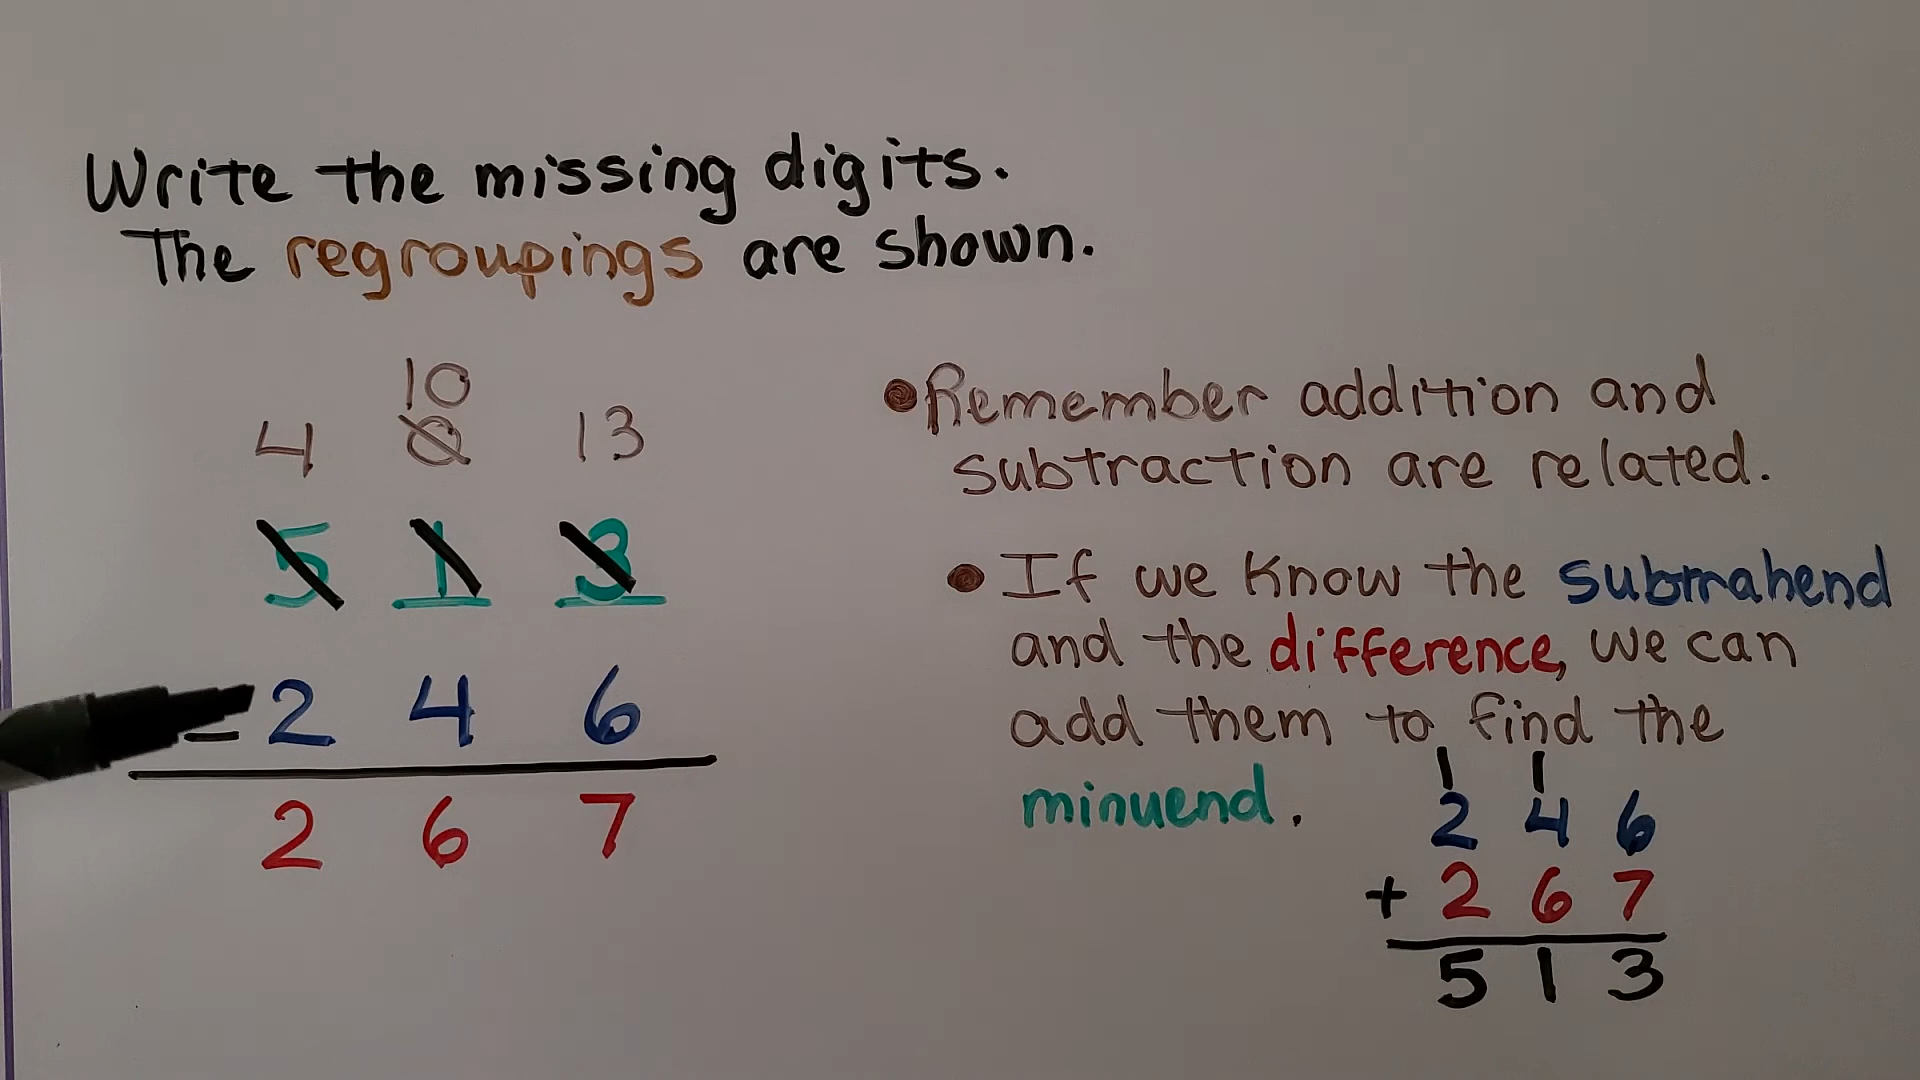 Write the missing digits.
The regroupings are shown.
10
4 0 13
5 1 3
- 2 4 6
2 6 7
• Remember addition and
subtraction are related.
• If we know the submahend
and the difference, we can
add them to find the
minuend.
1 1
2 4 6
+ 2 6 7
5 1 3